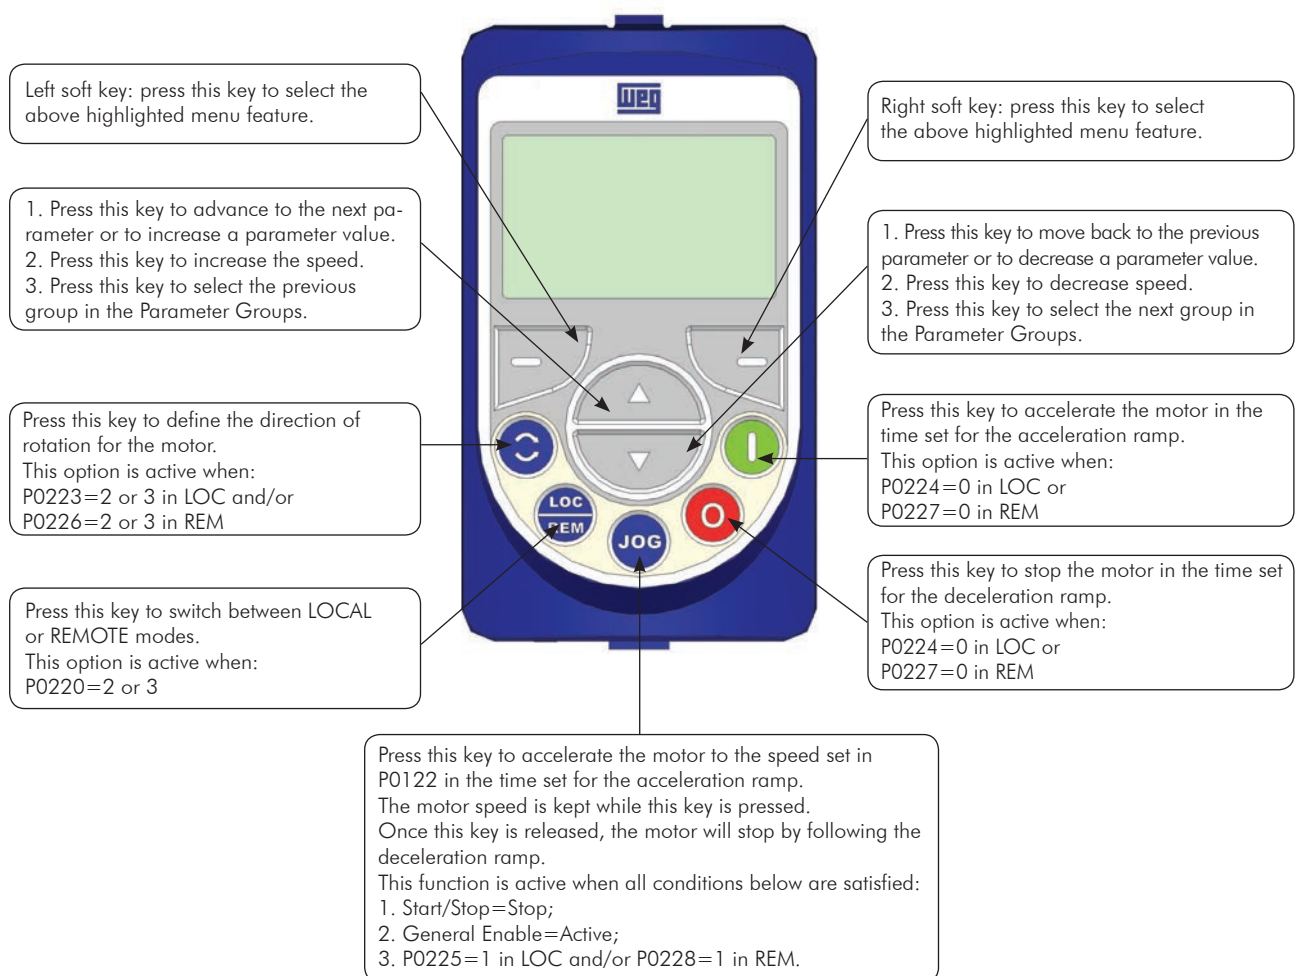 Left soft key: press this key to select the
above highlighted menu feature.
1. Press this key to advance to the next pa-
rameter or to increase a parameter value.
2. Press this key to increase the speed.
3. Press this key to select the previous
group in the Parameter Groups.
Press this key to define the direction of
rotation for the motor.
This option is active when:
P0223=2 or 3 in LOC and/or
P0226=2 or 3 in REM
Press this key to switch between LOCAL
or REMOTE modes.
This option is active when:
P0220=2 or 3
weg
LOC
REM
JOG
O
I
Right soft key: press this key to select
the above highlighted menu feature.
1. Press this key to move back to the previous
parameter or to decrease a parameter value.
2. Press this key to decrease speed.
3. Press this key to select the next group in
the Parameter Groups.
Press this key to accelerate the motor in the
time set for the acceleration ramp.
This option is active when:
P0224=0 in LOC or
P0227=0 in REM
Press this key to stop the motor in the time set
for the deceleration ramp.
This option is active when:
P0224=0 in LOC or
P0227=0 in REM
Press this key to accelerate the motor to the speed set in
P0122 in the time set for the acceleration ramp.
The motor speed is kept while this key is pressed.
Once this key is released, the motor will stop by following the
deceleration ramp.
This function is active when all conditions below are satisfied:
1. Start/Stop=Stop;
2. General Enable=Active;
3. P0225=1 in LOC and/or P0228=1 in REM.